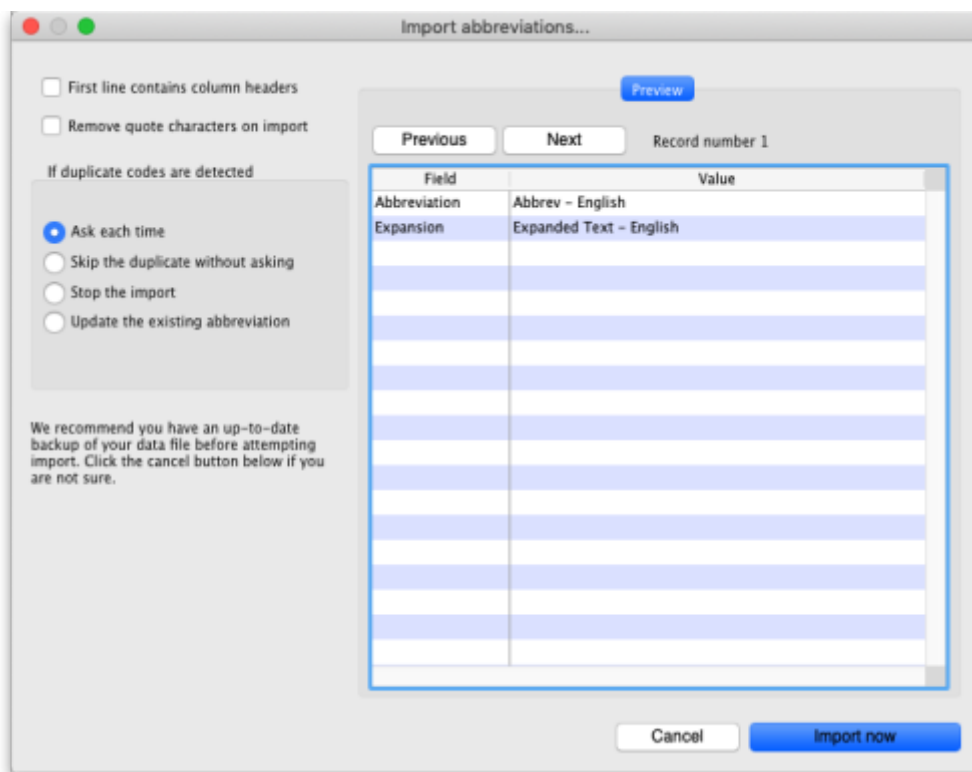 Import abbreviations...
First line contains column headers
Remove quote characters on import
If duplicate codes are detected
Ask each time
Skip the duplicate without asking
Stop the import
Update the existing abbreviation
We recommend you have an up-to-date
backup of your data file before attempting
import. Click the cancel button below if you
are not sure.
Preview
Previous Next Record number 1
Field Value
Abbreviation Abbrev - English
Expansion Expanded Text - English
Cancel Import now